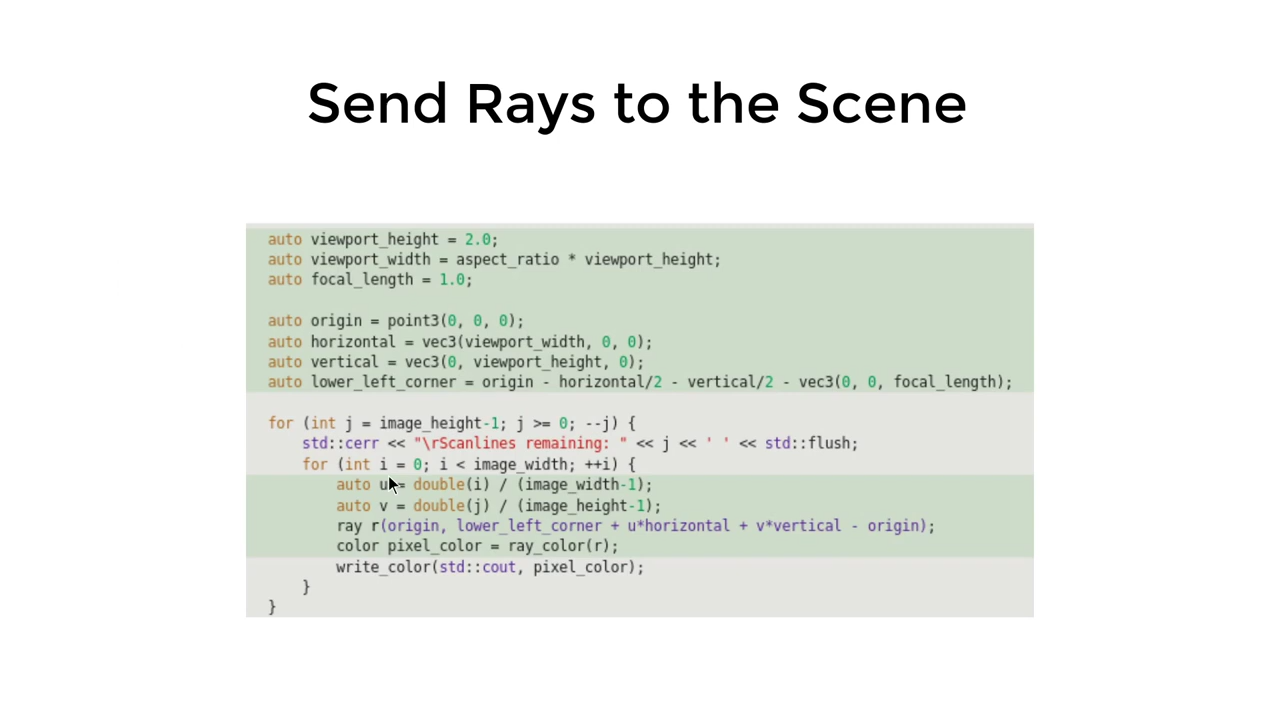 Send Rays to the Scene
auto viewport_height = 2.0;
auto viewport_width = aspect_ratio * viewport_height;
auto focal_length = 1.0;
auto origin = point3(0, 0, 0);
auto horizontal = vec3(viewport_width, 0, 0);
auto vertical = vec3(0, viewport_height, 0);
auto lower_left_corner = origin - horizontal/2 - vertical/2 - vec3(0, 0, focal_length);
for (int j = image_height-1; j >= 0; --j) {
    std::cerr << "\rScanlines remaining: " << j << ' ' << std::flush;
    for (int i = 0; i < image_width; ++i) {
        auto u = double(i) / (image_width-1);
        auto v = double(j) / (image_height-1);
        ray r(origin, lower_left_corner + u*horizontal + v*vertical - origin);
        color pixel_color = ray_color(r);
        write_color(std::cout, pixel_color);
    }
}